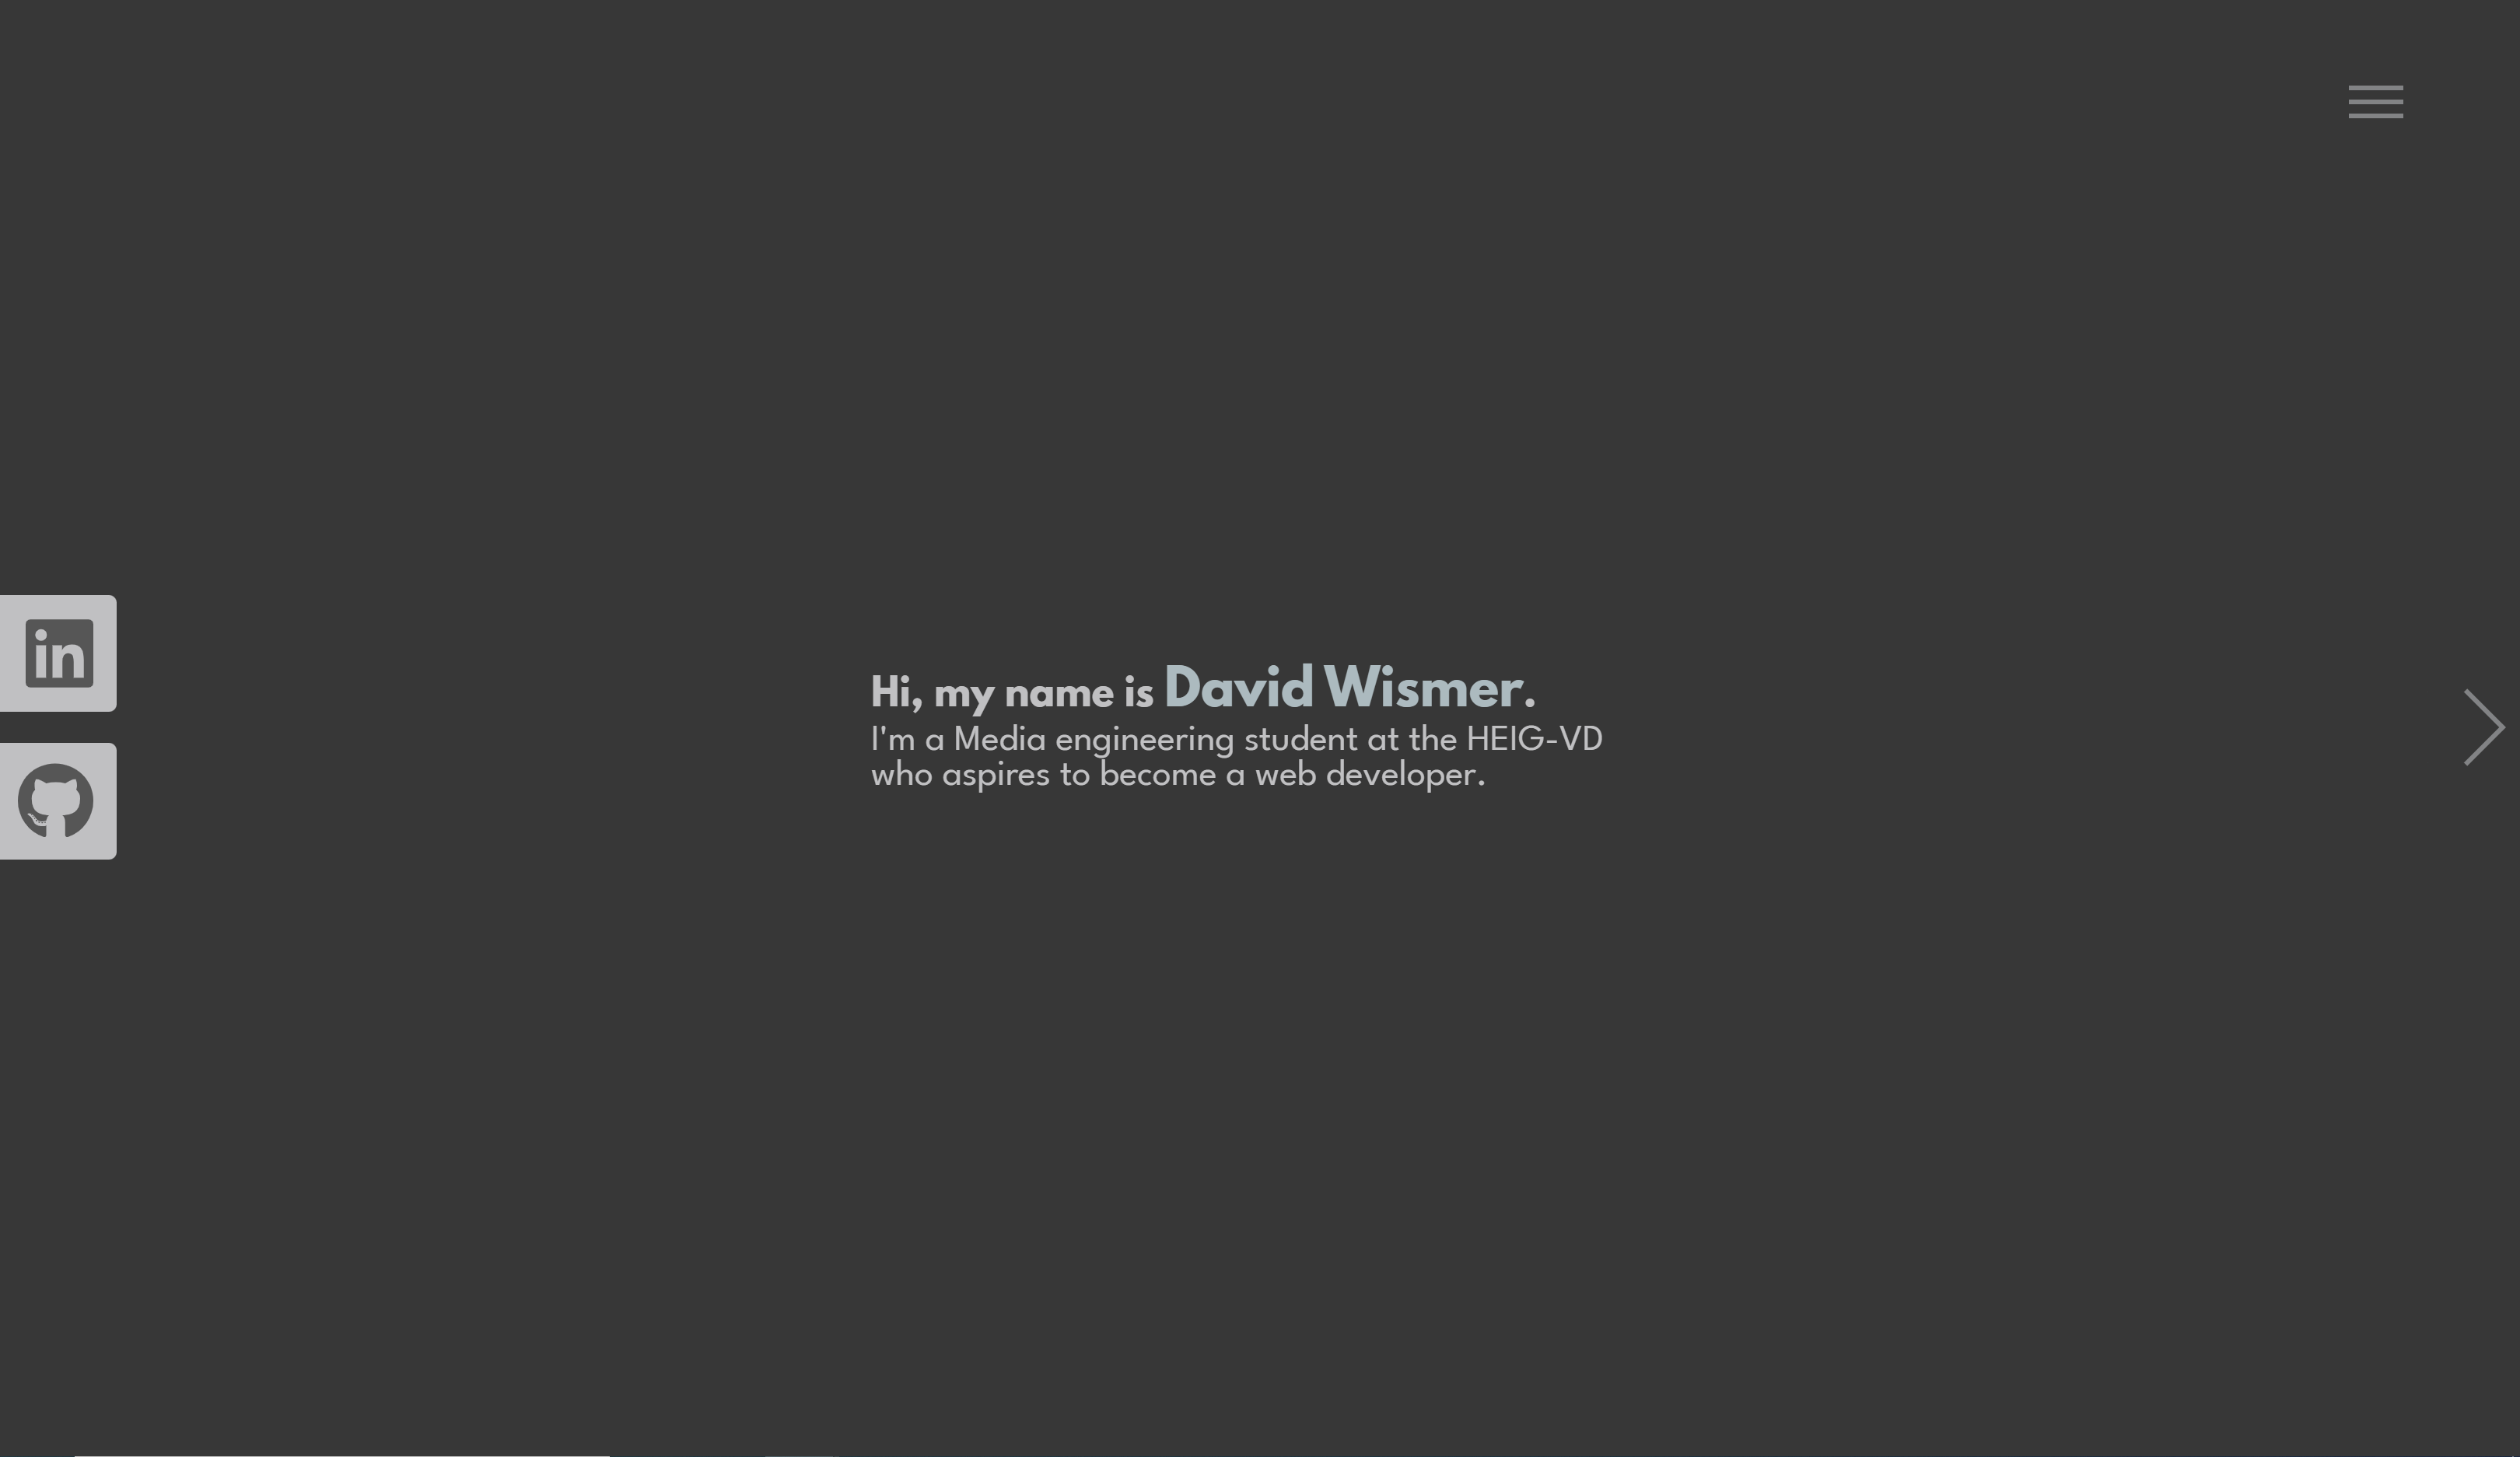 in
Hi, my name is David Wismer.
I'm a Media engineering student at the HEIG-VD
who aspires to become a web developer.